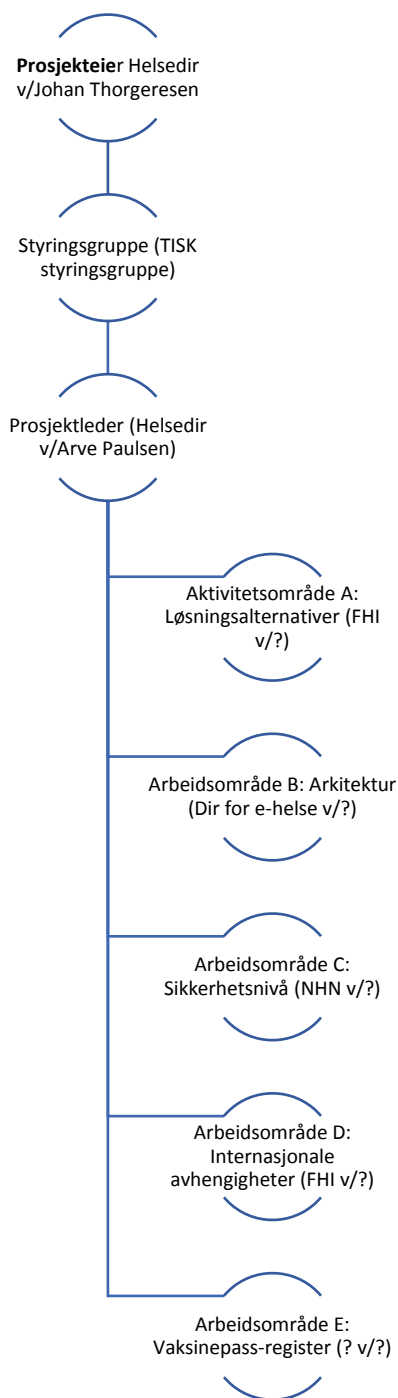 Prosjekteier Helsedir
v/Johan Thorgeresen
Styringsgruppe (TISK
styringsgruppe)
Prosjektleder (Helsedir
v/Arve Paulsen)
Aktivitetsområde A:
Løsningsalternativer (FHI
v/?)
Arbeidsområde B: Arkitektur
(Dir for e-helse v/?)
Arbeidsområde C:
Sikkerhetsnivå (NHN v/?)
Arbeidsområde D:
Internasjonale
avhengigheter (FHI v/?)
Arbeidsområde E:
Vaksinepass-register (? v/?)